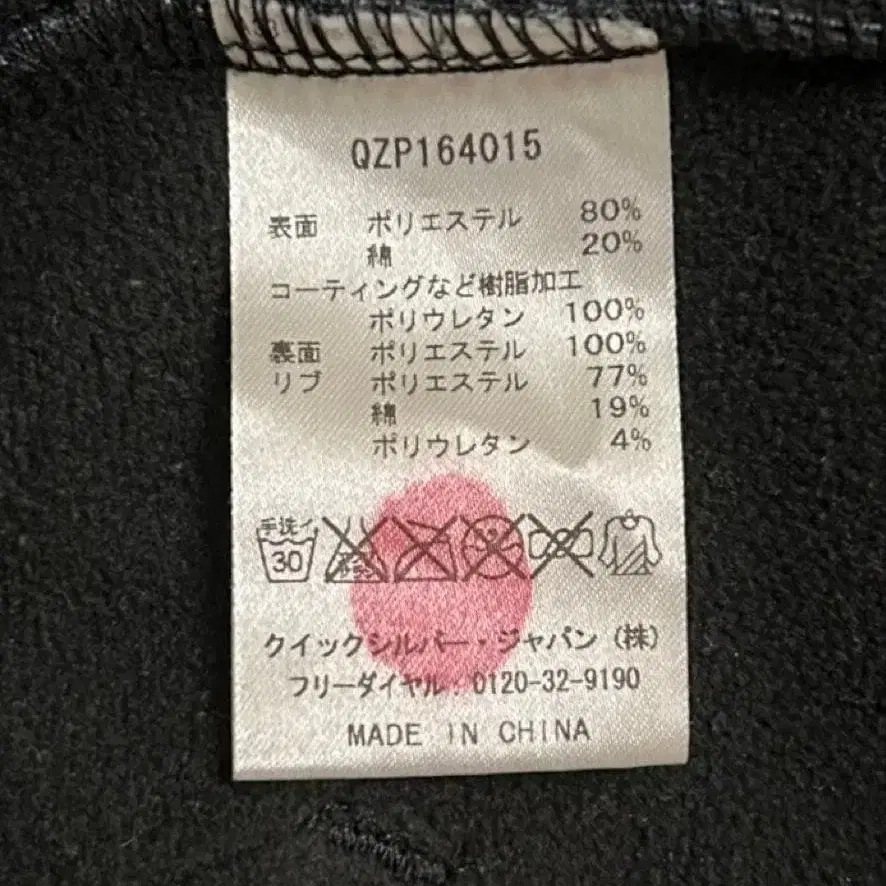 QZP164015
表面 ポリエステル 80%
綿 20%
コーティングなど樹脂加工
ポリウレタン 100%
裏面 ポリエステル 100%
リブ ポリエステル 77%
綿 19%
ポリウレタン 4%
手洗イ
30
クイックシルバー・ジャパン(株)
フリーダイヤル:0120-32-9190
MADE IN CHINA